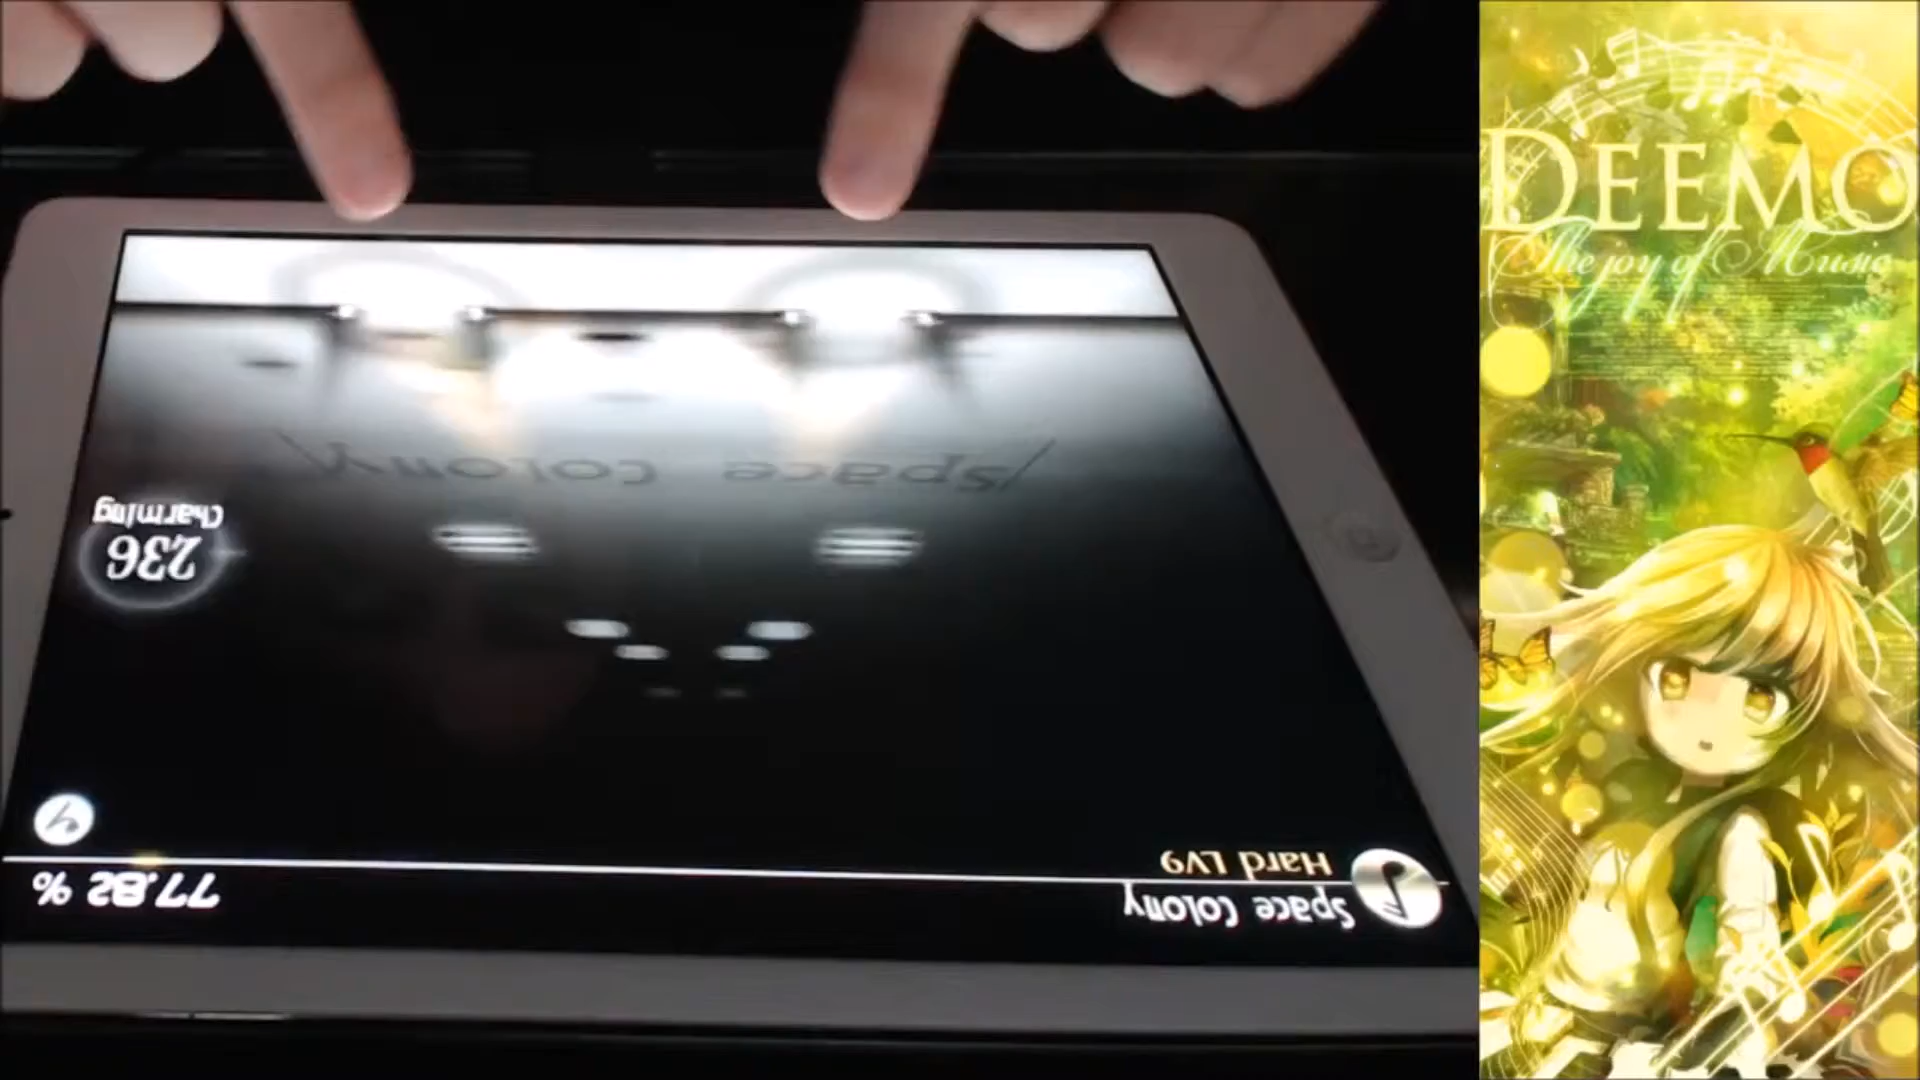 DEEMO
The joy of Music
Space Colony
Hard LV9
77.82 %
236
Charming
Space Colony